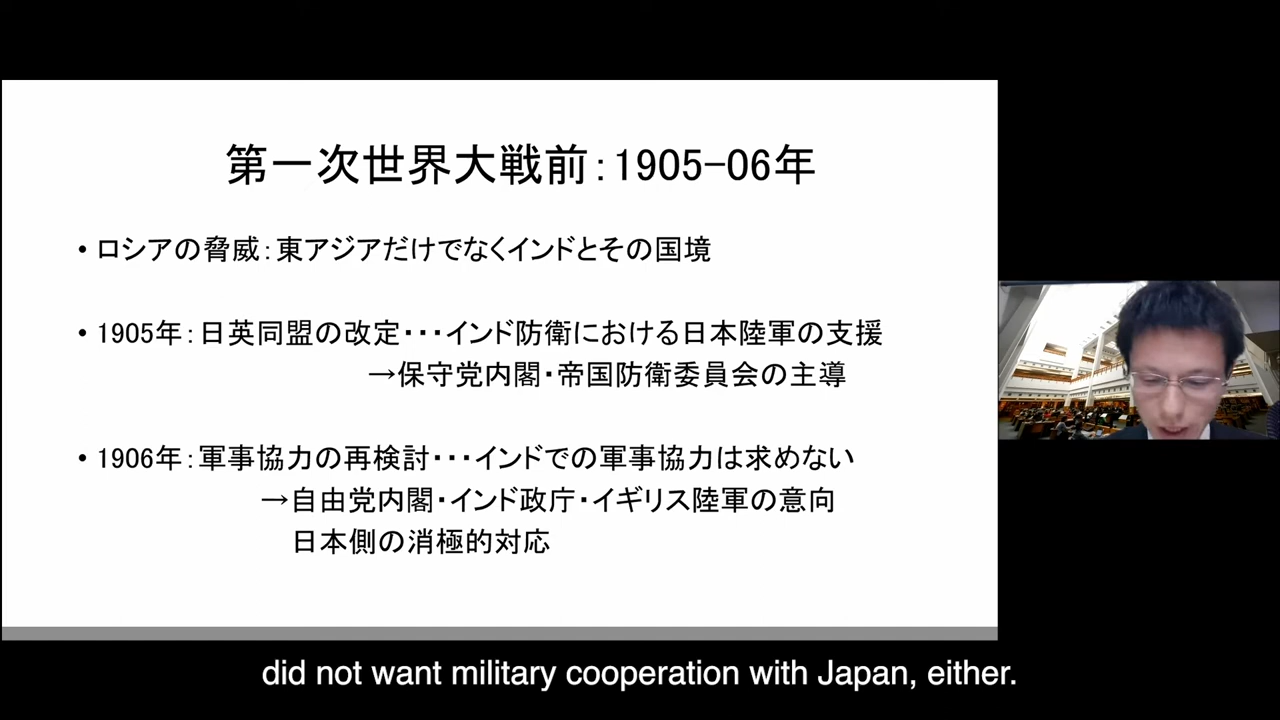 第一次世界大戦前：1905-06年
• ロシアの脅威：東アジアだけでなくインドとその国境
• 1905年：日英同盟の改定・・・インド防衛における日本陸軍の支援
→保守党内閣・帝国防衛委員会の主導
• 1906年：軍事協力の再検討・・・インドでの軍事協力は求めない
→自由党内閣・インド政庁・イギリス陸軍の意向
日本側の消極的対応
did not want military cooperation with Japan, either.